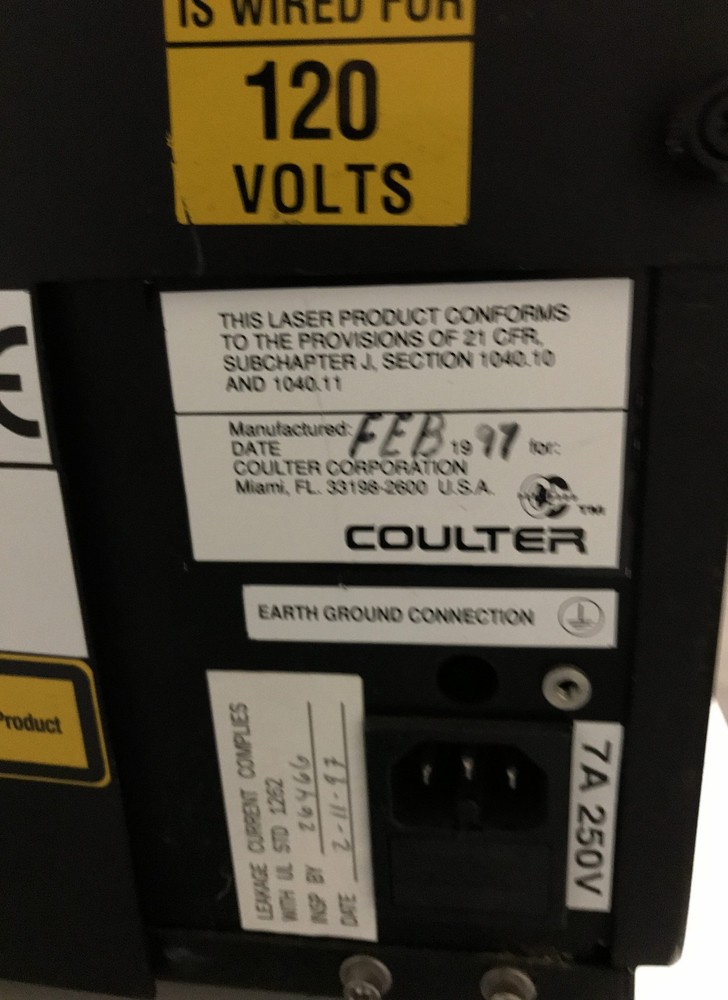 IS WIRED FOR
120
VOLTS
THIS LASER PRODUCT CONFORMS
TO THE PROVISIONS OF 21 CFR,
SUBCHAPTER J, SECTION 1040.10
AND 1040.11
Manufactured: FEB 1997 for:
DATE
COULTER CORPORATION
Miami, FL. 33196-2600 U.S.A.
TM
COULTER
CE
EARTH GROUND CONNECTION
Product
LEAKAGE CURRENT COMPLIES
WITH UL STD 1262
INSP BY 26466
DATE 2-11-97
7A 250V